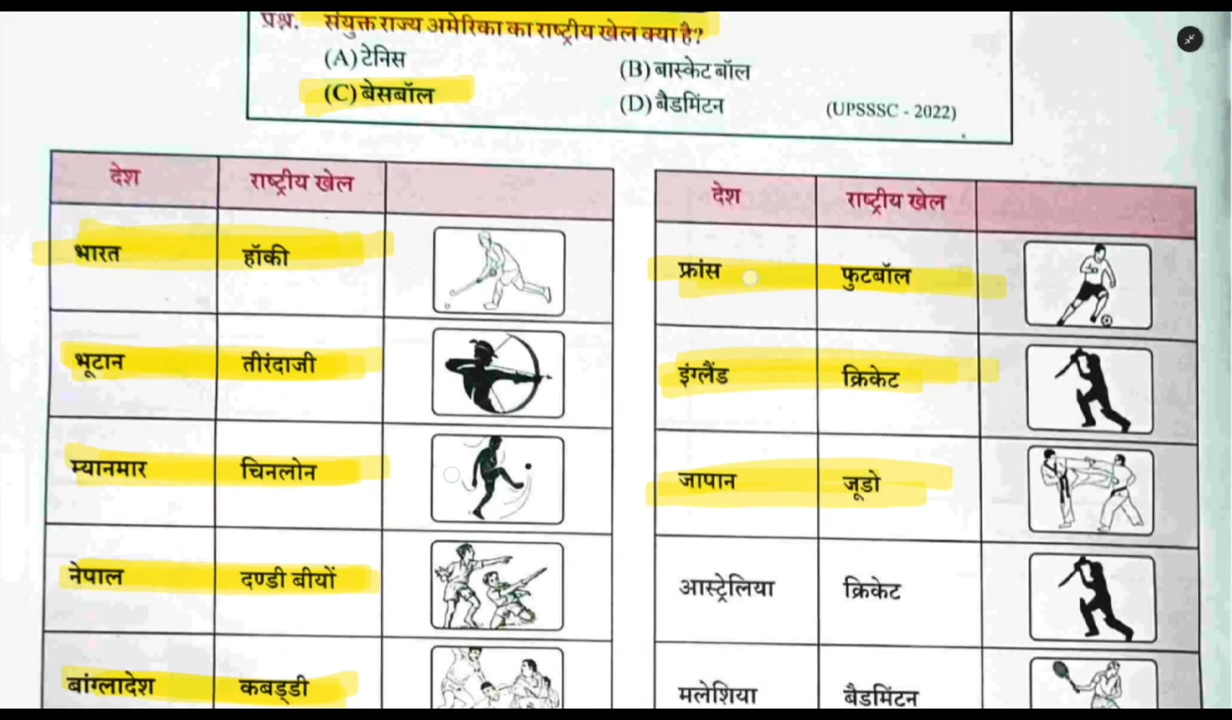 प्रश्न. संयुक्त राज्य अमेरिका का राष्ट्रीय खेल क्या है?
(A) टेनिस
(B) बास्केट बॉल
(C) बेसबॉल
(D) बैडमिंटन
(UPSSSC - 2022)
देश राष्ट्रीय खेल
भारत हॉकी
भूटान तीरंदाजी
म्यानमार चिनलोन
नेपाल दण्डी बीयों
बांग्लादेश कबड्डी
देश राष्ट्रीय खेल
फ्रांस फुटबॉल
इंग्लैंड क्रिकेट
जापान जूडो
आस्ट्रेलिया क्रिकेट
मलेशिया बैडमिंटन